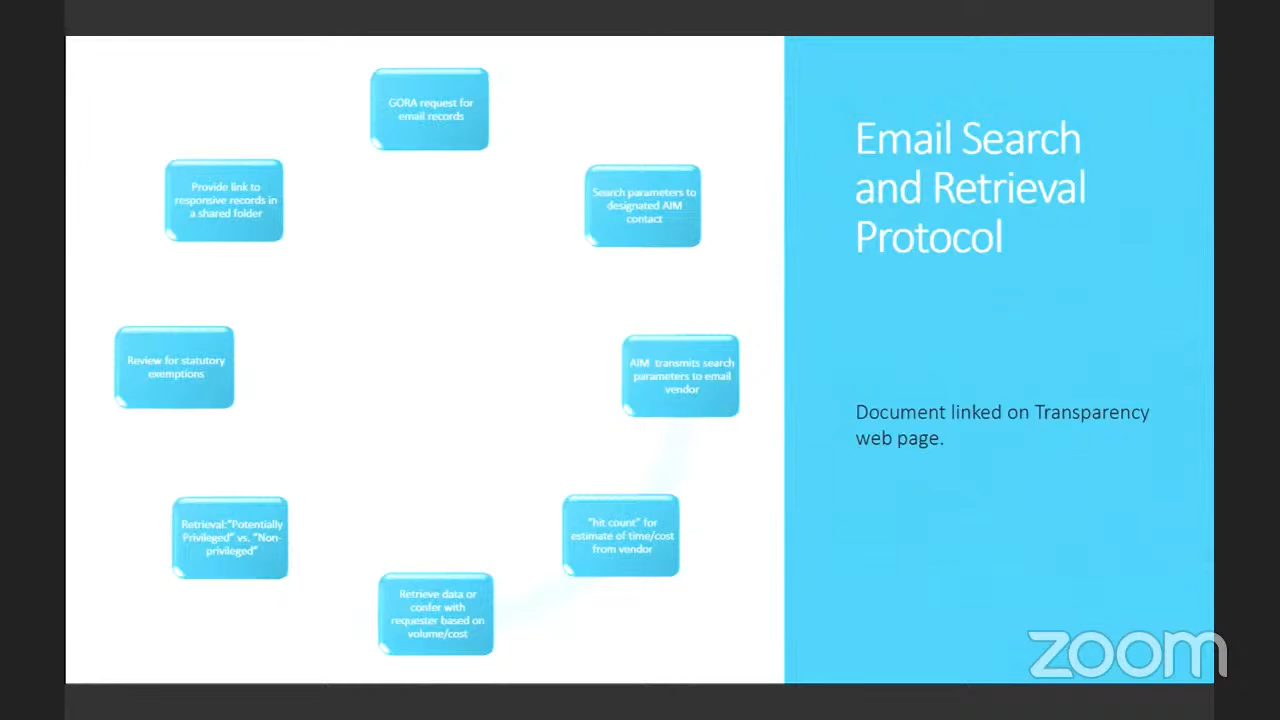 GORA request for
email records
Search parameters to
designated AIM
contact
AIM transmits search
parameters to email
vendor
"hit count" for
estimate of time/cost
from vendor
Retrieve data or
confer with
requester based on
volume/cost
Retrieval:"Potentially
Privileged" vs. "Non-
privileged"
Review for statutory
exemptions
Provide link to
responsive records in
a shared folder
Email Search
and Retrieval
Protocol
Document linked on Transparency
web page.
zoom